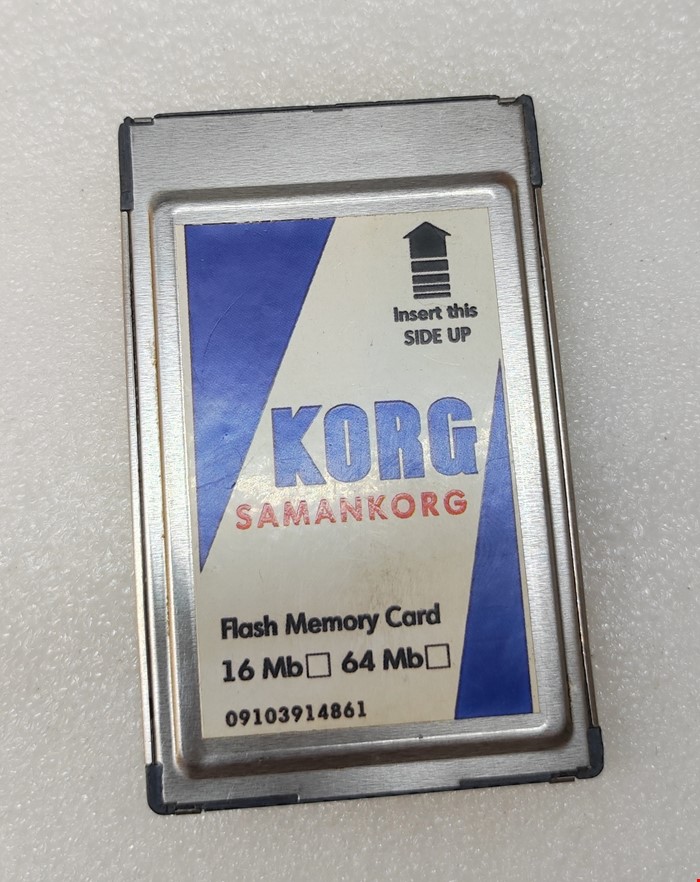 Insert this
SIDE UP
KORG
SAMANKORG
Flash Memory Card
16 Mb□ 64 Mb□
09103914861